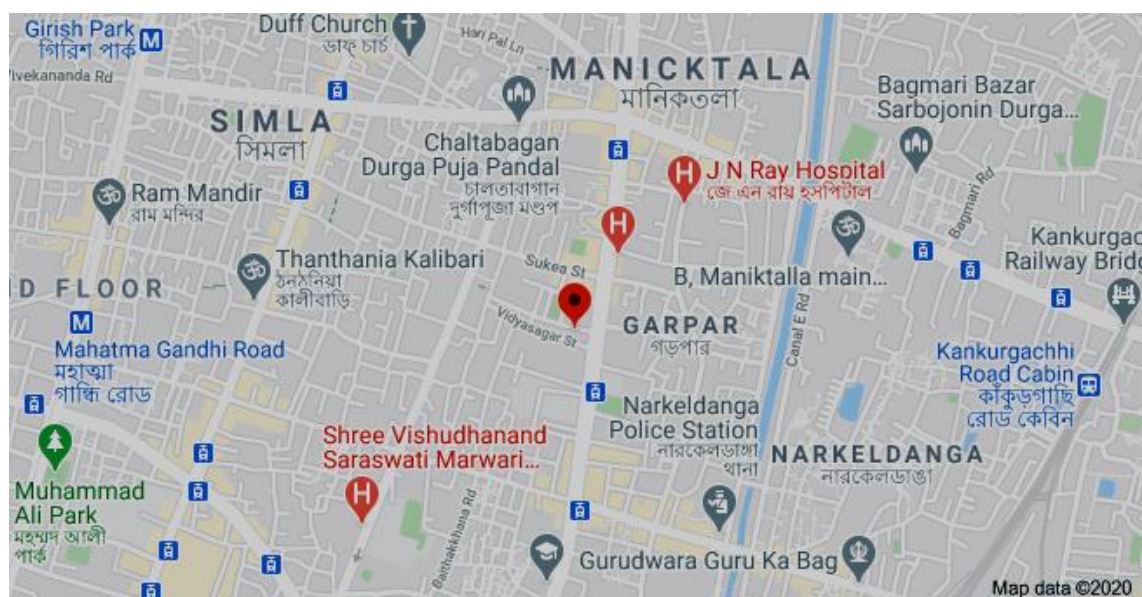 Girish Park
গিরিশ পার্ক
Duff Church
ডাফ্ চার্চ
Hari Pal Ln
Vivekananda Rd
MANICKTALA
মানিকতলা
Bagmari Bazar
Sarbojonin Durga...
SIMLA
সিমলা
Chaltabagan
Durga Puja Pandal
চালতাবাগান
দুর্গাপূজা মণ্ডপ
J N Ray Hospital
জে এন রায় হসপিটাল
Ram Mandir
রাম মন্দির
Bagmari Rd
Thanthania Kalibari
ঠনঠনিয়া
কালীবাড়ি
Sukea St
B, Maniktalla main...
Kankurgac
Railway Bridg
D FLOOR
Vidyasagar St
GARPAR
গড়পার
Canal E Rd
Mahatma Gandhi Road
মহাত্মা
গান্ধি রোড
Kankurgachhi
Road Cabin
কাঁকুড়গাছি
রোড কেবিন
Narkeldanga
Police Station
নারকেলডাঙ্গা
থানা
Shree Vishudhanand
Saraswati Marwari...
NARKELDANGA
নারকেলডাঙা
Muhammad
Ali Park
মহম্মদ আলী
পার্ক
Baithakkhana Rd
Gurudwara Guru Ka Bag
Map data ©2020